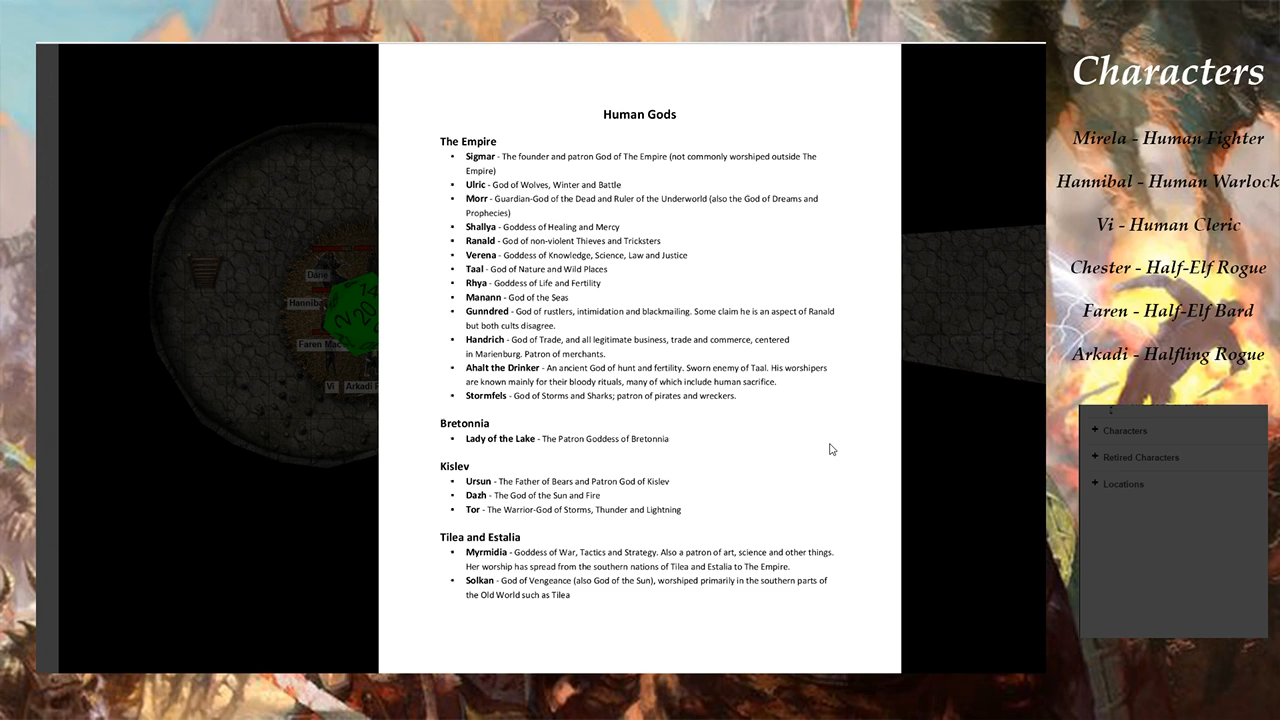 Human Gods
The Empire
▪ Sigmar - The founder and patron God of The Empire (not commonly worshiped outside The
Empire)
▪ Ulric - God of Wolves, Winter and Battle
▪ Morr - Guardian-God of the Dead and Ruler of the Underworld (also the God of Dreams and
Prophecies)
▪ Shallya - Goddess of Healing and Mercy
▪ Ranald - God of non-violent Thieves and Tricksters
▪ Verena - Goddess of Knowledge, Science, Law and Justice
▪ Taal - God of Nature and Wild Places
▪ Rhya - Goddess of Life and Fertility
▪ Manann - God of the Seas
▪ Gunndred - God of rustlers, intimidation and blackmailing. Some claim he is an aspect of Ranald
but both cults disagree.
▪ Handrich - God of Trade, and all legitimate business, trade and commerce, centered
in Marienburg. Patron of merchants.
▪ Ahalt the Drinker - An ancient God of hunt and fertility. Sworn enemy of Taal. His worshipers
are known mainly for their bloody rituals, many of which include human sacrifice.
▪ Stormfels - God of Storms and Sharks; patron of pirates and wreckers.
Bretonnia
▪ Lady of the Lake - The Patron Goddess of Bretonnia
Kislev
▪ Ursun - The Father of Bears and Patron God of Kislev
▪ Dazh - The God of the Sun and Fire
▪ Tor - The Warrior-God of Storms, Thunder and Lightning
Tilea and Estalia
▪ Myrmidia - Goddess of War, Tactics and Strategy. Also a patron of art, science and other things.
Her worship has spread from the southern nations of Tilea and Estalia to The Empire.
▪ Solkan - God of Vengeance (also God of the Sun), worshiped primarily in the southern parts of
the Old World such as Tilea
Dane
Hanniba
Faren Mac
Vi
Arkadi
14
20
2
Characters
Mirela - Human Fighter
Hannibal - Human Warlock
Vi - Human Cleric
Chester - Half-Elf Rogue
Faren - Half-Elf Bard
Arkadi - Halfling Rogue
+ Characters
+ Retired Characters
+ Locations